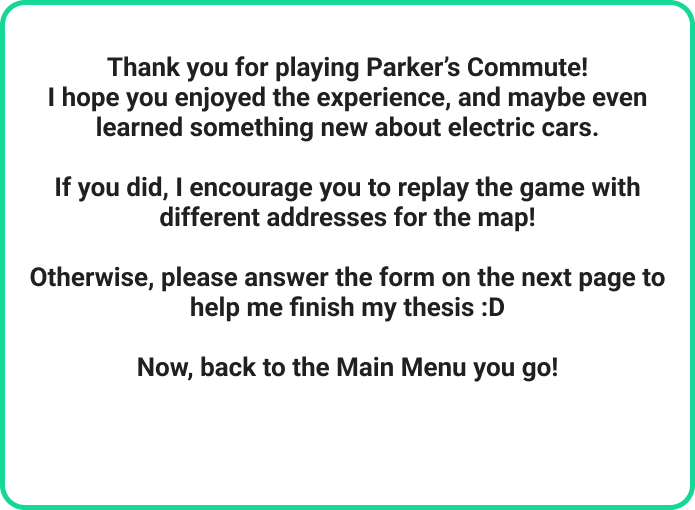 Thank you for playing Parker’s Commute!
I hope you enjoyed the experience, and maybe even
learned something new about electric cars.
If you did, I encourage you to replay the game with
different addresses for the map!
Otherwise, please answer the form on the next page to
help me finish my thesis :D
Now, back to the Main Menu you go!